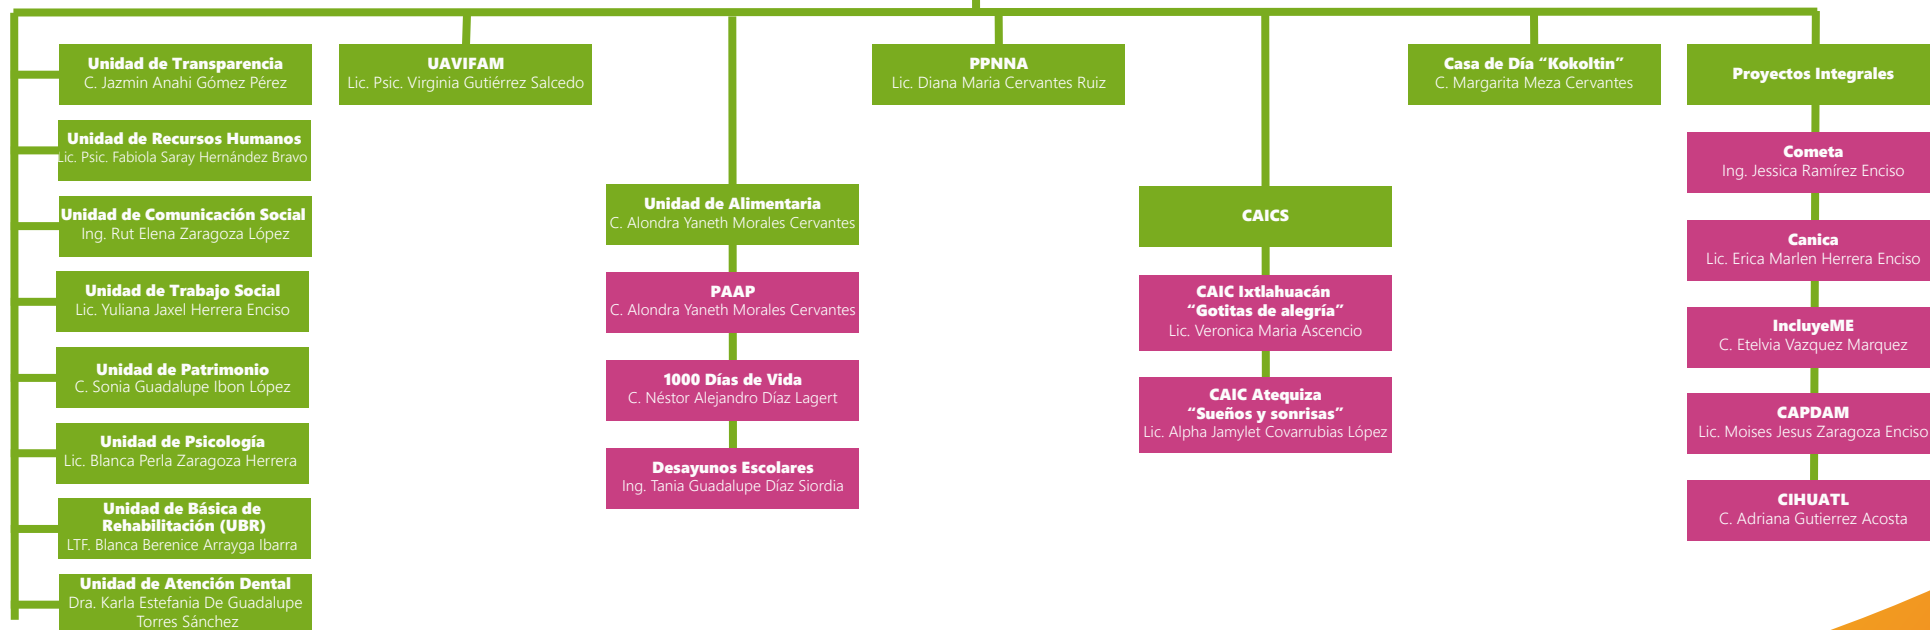 Unidad de Transparencia
C. Jazmin Anahi Gómez Pérez
Unidad de Recursos Humanos
Lic. Psic. Fabiola Saray Hernández Bravo
Unidad de Comunicación Social
Ing. Rut Elena Zaragoza López
Unidad de Trabajo Social
Lic. Yuliana Jaxel Herrera Enciso
Unidad de Patrimonio
C. Sonia Guadalupe Ibon López
Unidad de Psicología
Lic. Blanca Perla Zaragoza Herrera
Unidad de Básica de
Rehabilitación (UBR)
LTF. Blanca Berenice Arrayga Ibarra
Unidad de Atención Dental
Dra. Karla Estefania De Guadalupe
Torres Sánchez
UAVIFAM
Lic. Psic. Virginia Gutiérrez Salcedo
Unidad de Alimentaria
C. Alondra Yaneth Morales Cervantes
PAAP
C. Alondra Yaneth Morales Cervantes
1000 Días de Vida
C. Néstor Alejandro Díaz Lagert
Desayunos Escolares
Ing. Tania Guadalupe Díaz Siordia
PPNNA
Lic. Diana Maria Cervantes Ruiz
CAICS
CAIC Ixtlahuacán
“Gotitas de alegría”
Lic. Veronica Maria Ascencio
CAIC Atequiza
“Sueños y sonrisas”
Lic. Alpha Jamylet Covarrubias López
Casa de Día “Kokoltin”
C. Margarita Meza Cervantes
Proyectos Integrales
Cometa
Ing. Jessica Ramírez Enciso
Canica
Lic. Erica Marlen Herrera Enciso
IncluyeME
C. Etelvia Vazquez Marquez
CAPDAM
Lic. Moises Jesus Zaragoza Enciso
CIHUATL
C. Adriana Gutierrez Acosta